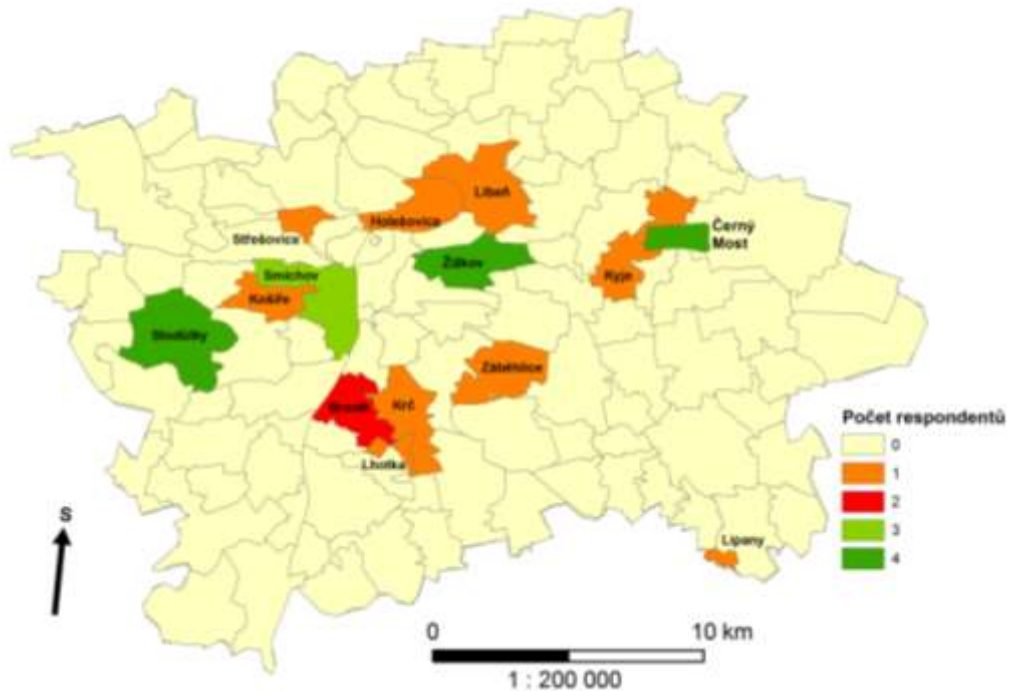 Libeň
Holešovice
Střešovice
Černý
Most
Žižkov
Smíchov
Kyje
Košíře
Stodůlky
Záběhlice
Braník
Krč
Lhotka
Počet respondentů
0
1
2
3
4
S
Lipany
0 10 km
1 : 200 000